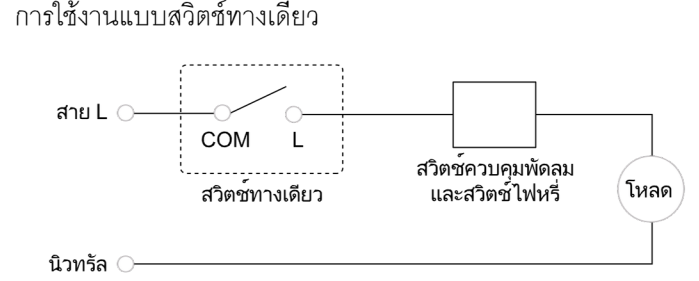 การใช้งานแบบสวิตช์ทางเดียว
สาย L
COM
L
สวิตช์ทางเดียว
สวิตช์ควบคุมพัดลม
และสวิตช์ไฟหรี่
โหลด
นิวทรัล